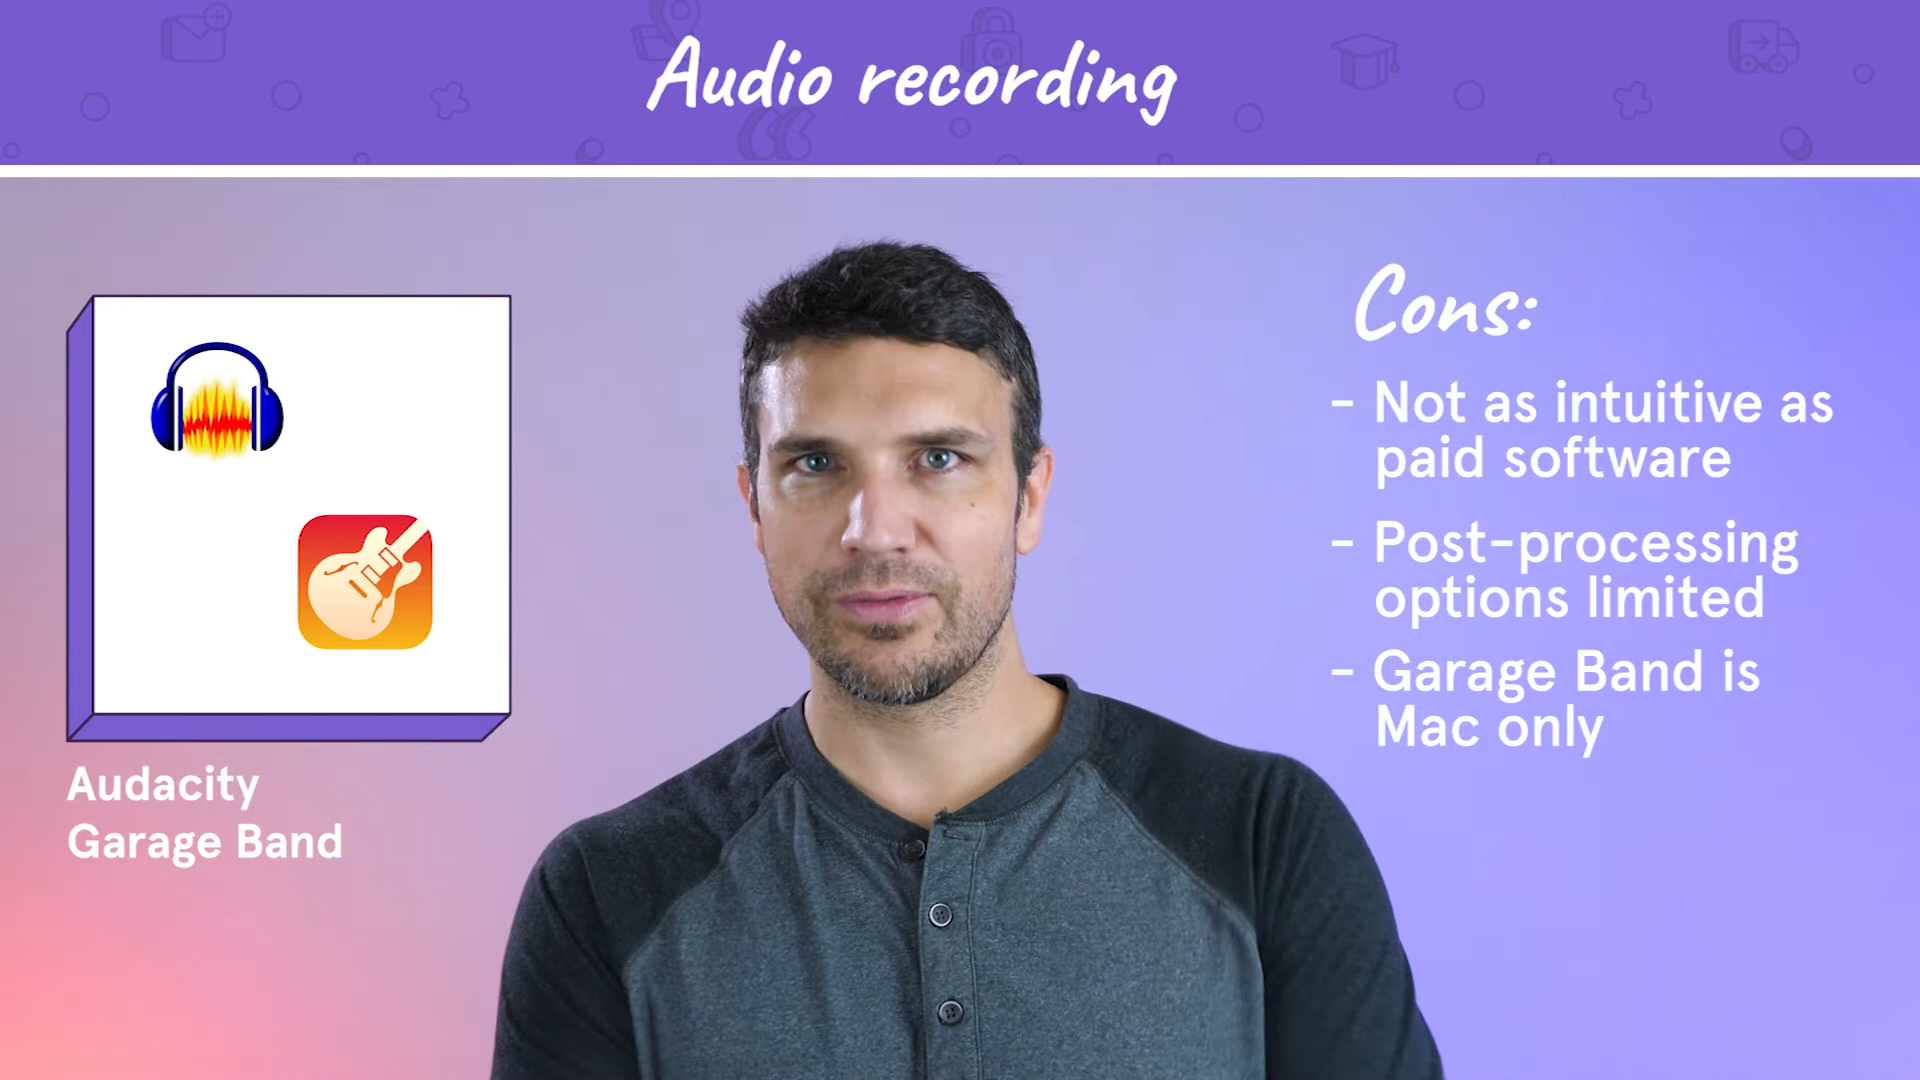 Audio recording
Audacity
Garage Band
Cons:
- Not as intuitive as
paid software
- Post-processing
options limited
- Garage Band is
Mac only